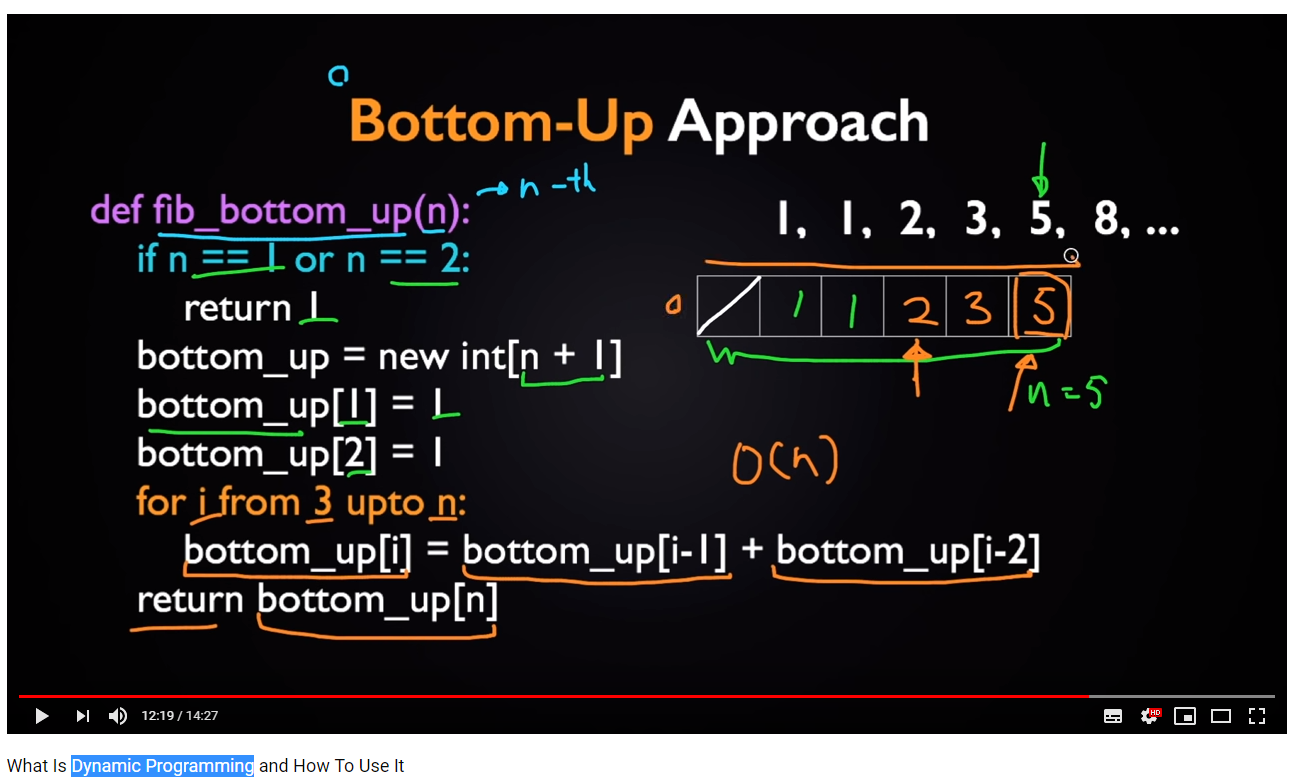 Bottom-Up Approach
def fib_bottom_up(n): → n-th
if n == 1 or n == 2:
return 1
bottom_up = new int[n + 1]
bottom_up[1] = 1
bottom_up[2] = 1
for i from 3 upto n:
bottom_up[i] = bottom_up[i-1] + bottom_up[i-2]
return bottom_up[n]
1, 1, 2, 3, 5, 8, ...
1 1 2 3 5
n = 5
O(n)
12:19 / 14:27
HD
What Is Dynamic Programming and How To Use It